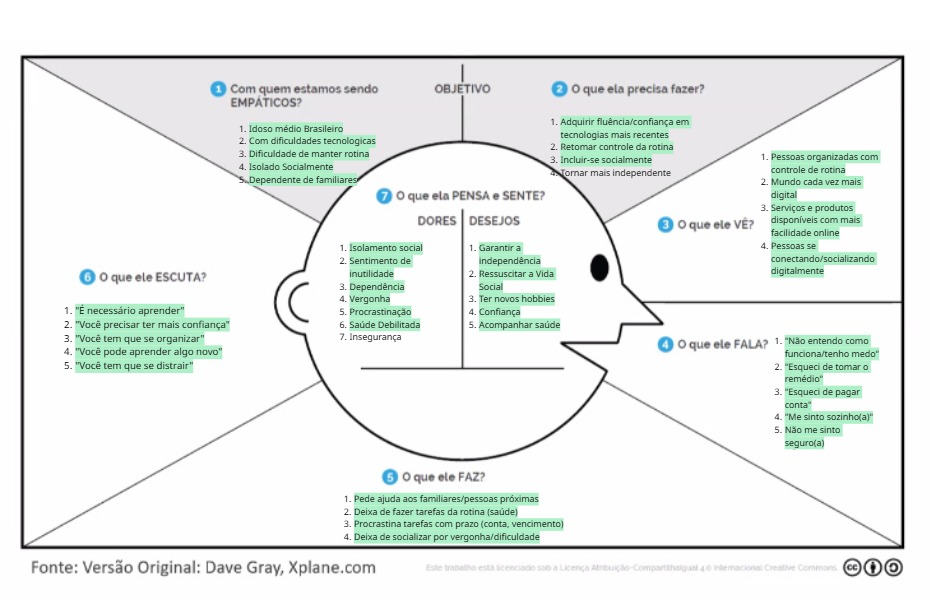 1 Com quem estamos sendo
EMPÁTICOS?
1. Idoso médio Brasileiro
2. Com dificuldades tecnologicas
3. Dificuldade de manter rotina
4. Isolado Socialmente
5. Dependente de familiares
OBJETIVO
2 O que ela precisa fazer?
1. Adquirir fluência/confiança em
tecnologias mais recentes
2. Retomar controle da rotina
3. Incluir-se socialmente
4. Tornar mais independente
3 O que ele VÊ?
1. Pessoas organizadas com
controle de rotina
2. Mundo cada vez mais
digital
3. Serviços e produtos
disponíveis com mais
facilidade online
4. Pessoas se
conectando/socializando
digitalmente
4 O que ele FALA?
1. "Não entendo como
funciona/tenho medo"
2. "Esqueci de tomar o
remédio"
3. "Esqueci de pagar
conta"
4. "Me sinto sozinho(a)"
5. Não me sinto
seguro(a)
5 O que ele FAZ?
1. Pede ajuda aos familiares/pessoas próximas
2. Deixa de fazer tarefas da rotina (saúde)
3. Procrastina tarefas com prazo (conta, vencimento)
4. Deixa de socializar por vergonha/dificuldade
6 O que ele ESCUTA?
1. "É necessário aprender"
2. "Você precisar ter mais confiança"
3. "Você tem que se organizar"
4. "Você pode aprender algo novo"
5. "Você tem que se distrair"
7 O que ela PENSA e SENTE?
DORES
1. Isolamento social
2. Sentimento de
inutilidade
3. Dependência
4. Vergonha
5. Procrastinação
6. Saúde Debilitada
7. Insegurança
DESEJOS
1. Garantir a
independência
2. Ressuscitar a Vida
Social
3. Ter novos hobbies
4. Confiança
5. Acompanhar saúde
Fonte: Versão Original: Dave Gray, Xplane.com
Este trabalho está licenciado sob a Licença Atribuição-CompartilhaIgual 4.0 Internacional Creative Commons.
cc